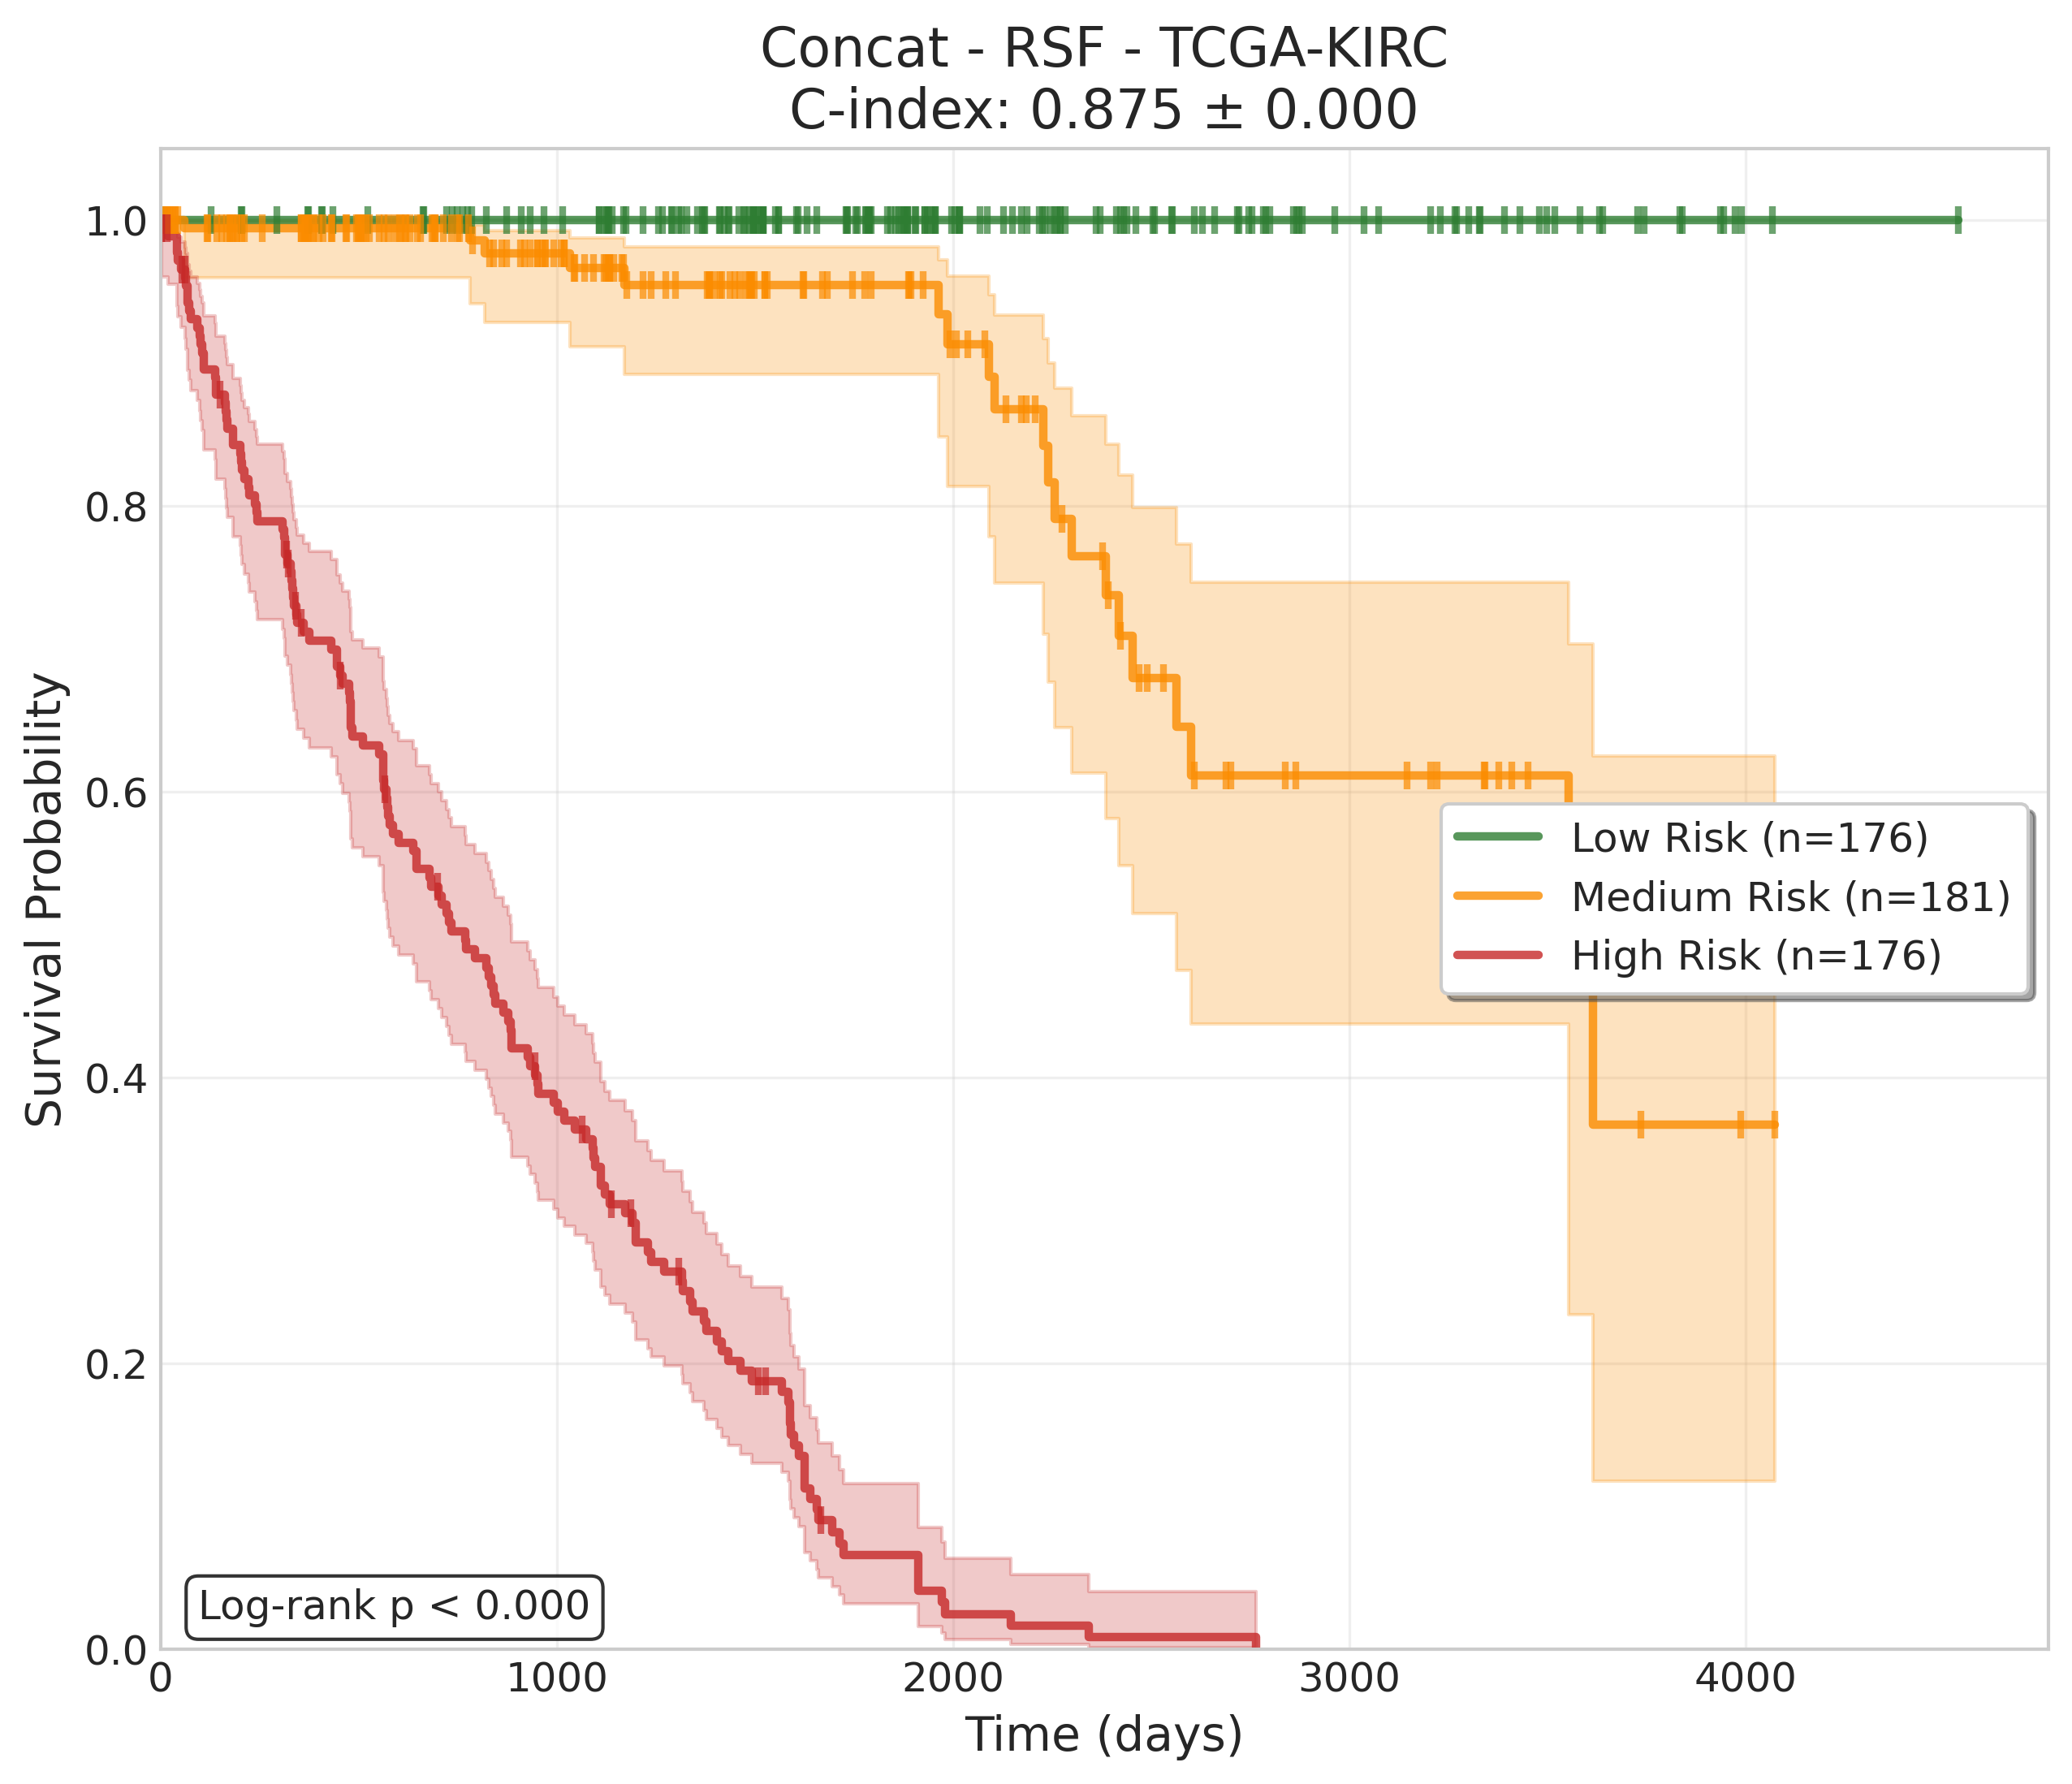 Concat - RSF - TCGA-KIRC
C-index: 0.875 ± 0.000
Survival Probability
1.0
0.8
0.6
0.4
0.2
0.0
Low Risk (n=176)
Medium Risk (n=181)
High Risk (n=176)
Log-rank p < 0.000
0 1000 2000 3000 4000
Time (days)